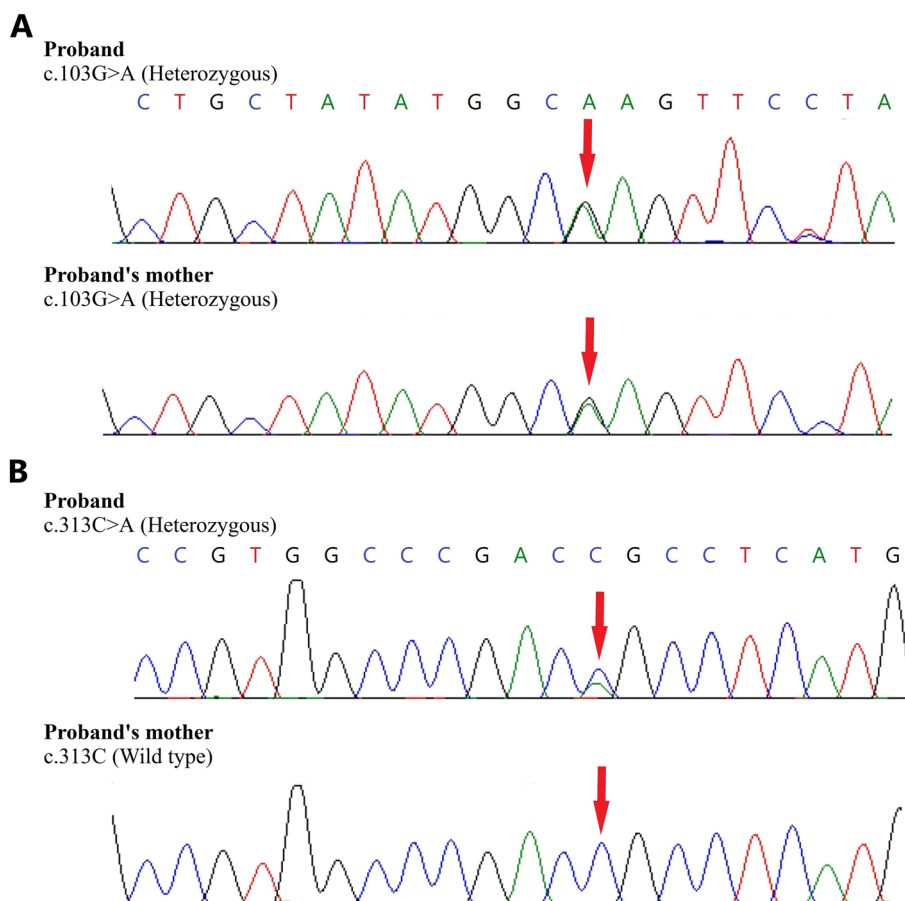 A
Proband
c.103G>A (Heterozygous)
C T G C T A T A T G G C A A G T T C C T A
Proband's mother
c.103G>A (Heterozygous)
B
Proband
c.313C>A (Heterozygous)
C C G T G G C C C G A C C G C C T C A T G
Proband's mother
c.313C (Wild type)